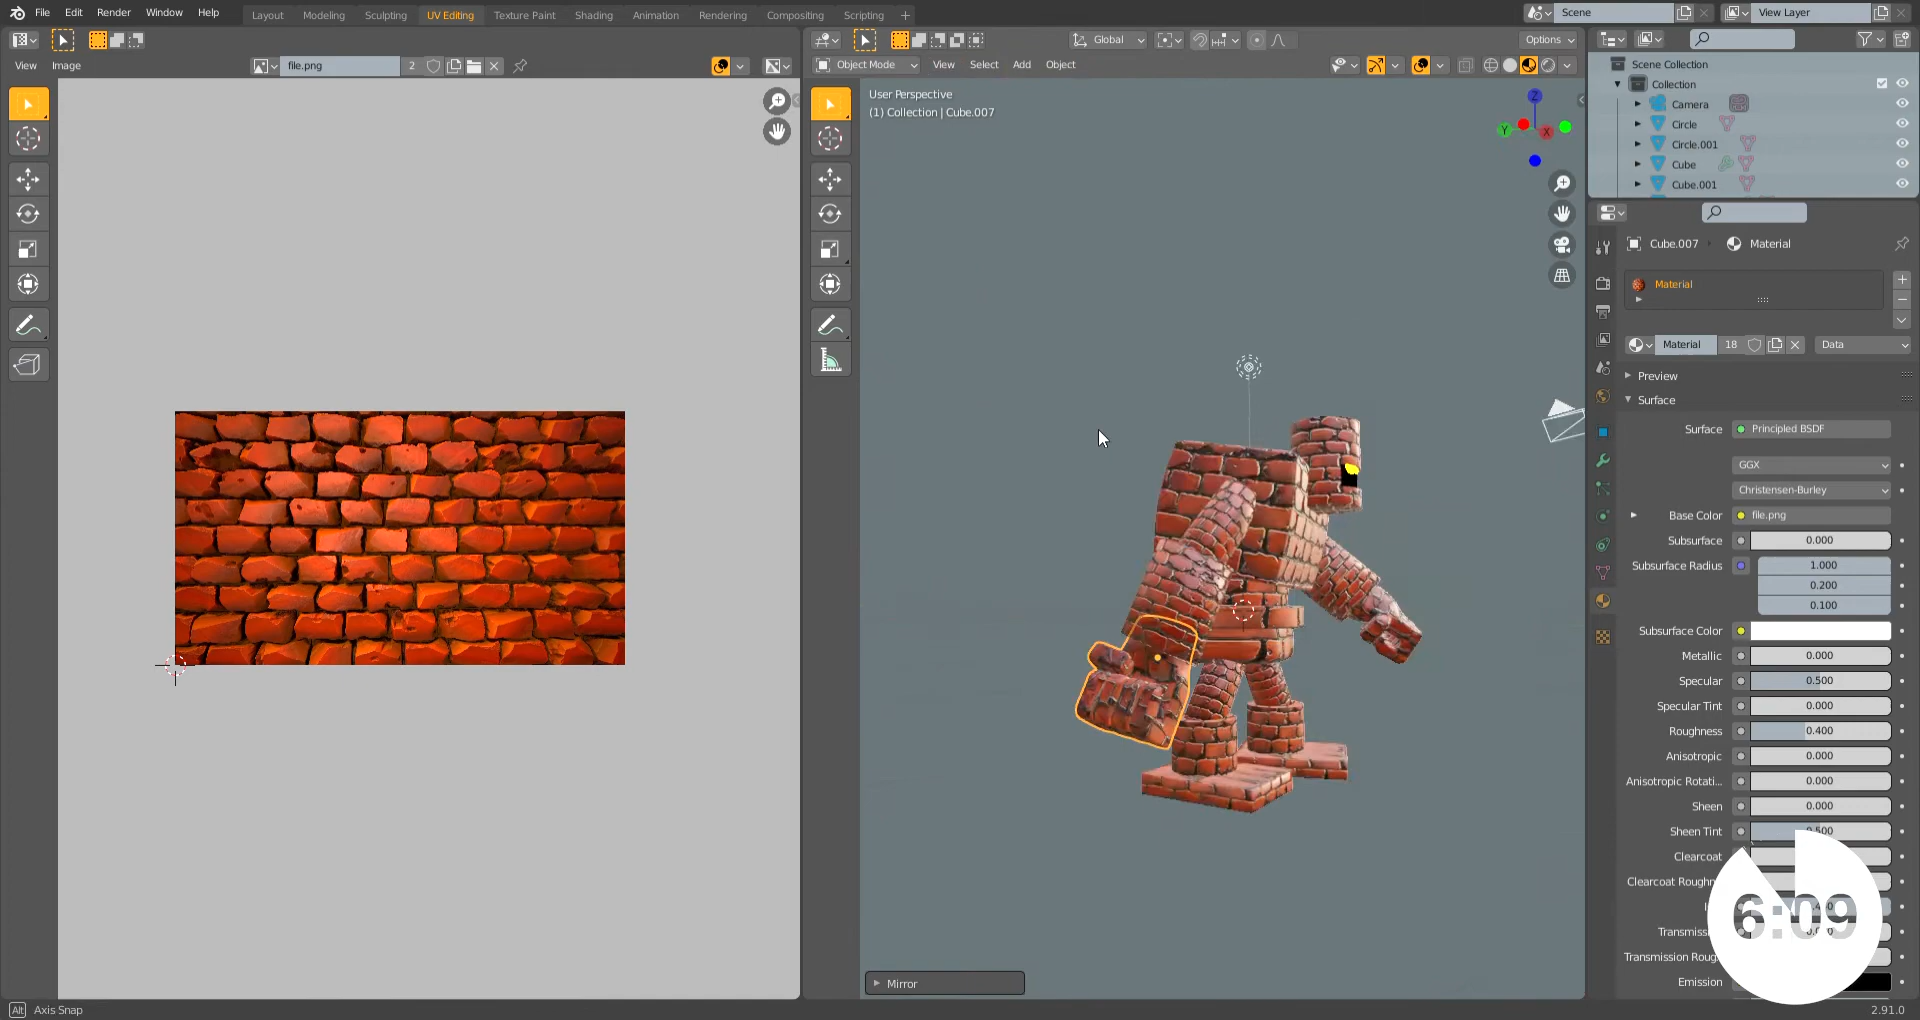 File Edit Render Window Help
Layout Modeling Sculpting UV Editing Texture Paint Shading Animation Rendering Compositing Scripting +
Scene
View Layer
Global
Options
View Image
file.png
2
Object Mode
View Select Add Object
User Perspective
(1) Collection | Cube.007
Z
Y
X
Scene Collection
Collection
Camera
Circle
Circle.001
Cube
Cube.001
Cube.007
Material
Material
Material
18
Data
Preview
Surface
Surface Principled BSDF
GGX
Christensen-Burley
Base Color file.png
Subsurface 0.000
Subsurface Radius 1.000
0.200
0.100
Subsurface Color
Metallic 0.000
Specular 0.500
Specular Tint 0.000
Roughness 0.400
Anisotropic 0.000
Anisotropic Rotati... 0.000
Sheen 0.000
Sheen Tint 0.500
Clearcoat
Clearcoat Roughn
6:09
Transmiss
Transmission Roug
Emission
Mirror
Alt Axis Snap
2.91.0